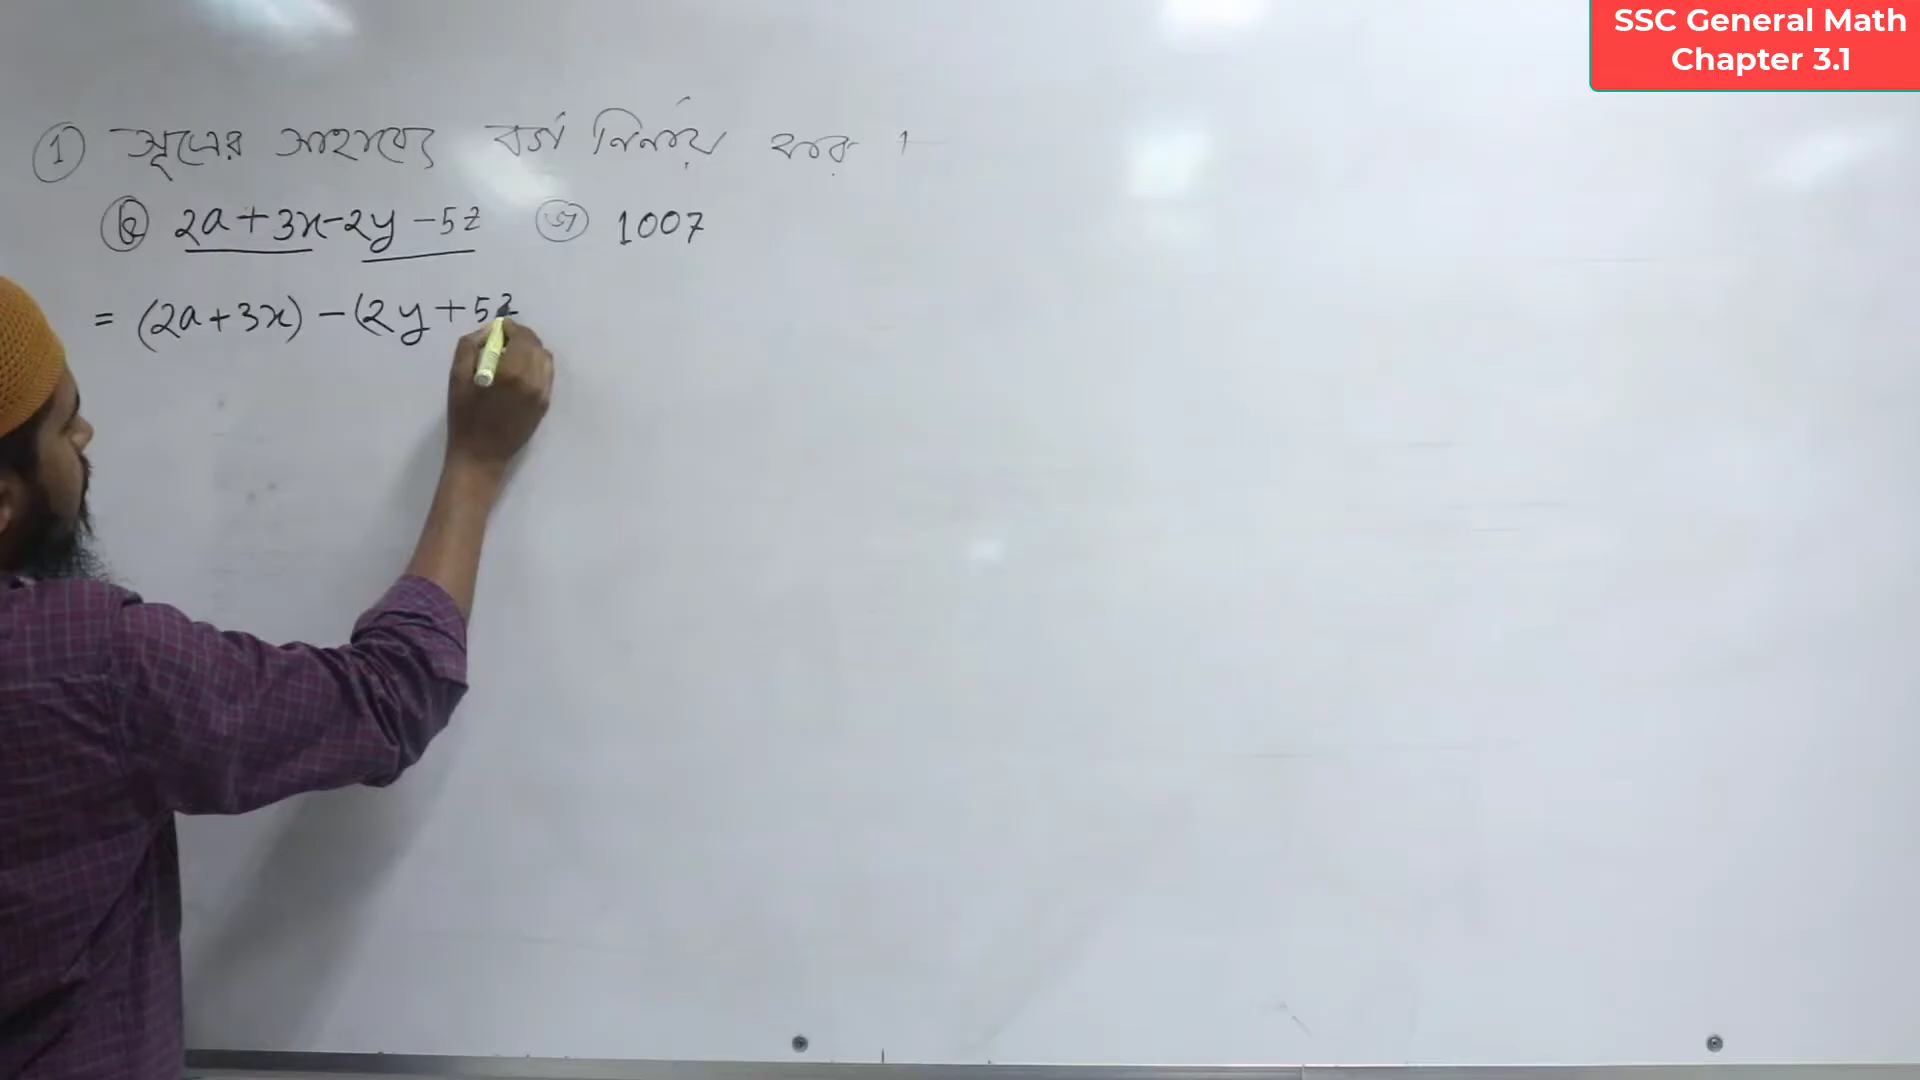 SSC General Math
Chapter 3.1
① সূত্রের সাহায্যে বর্গ নির্ণয় কর ।
2a+3x-2y-5z 1007
= (2a+3x) -(2y+5z